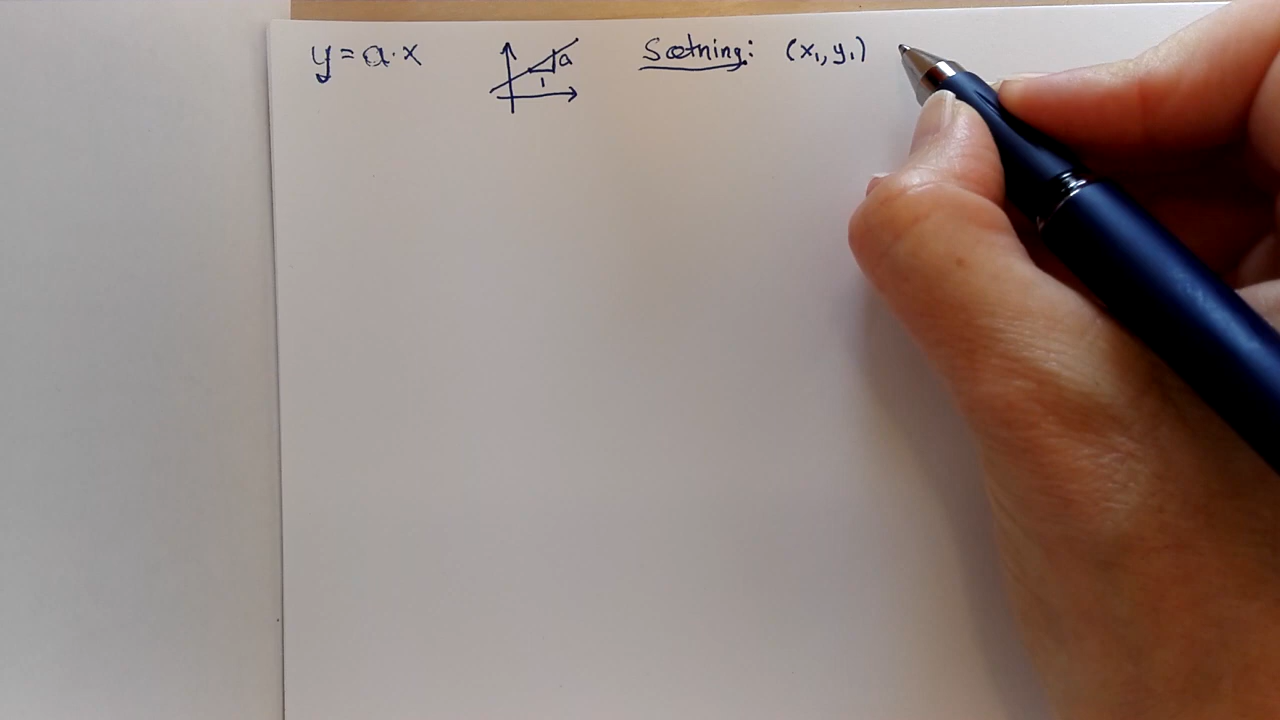 y = a · x   a   1   Sætning: (x₁, y₁)